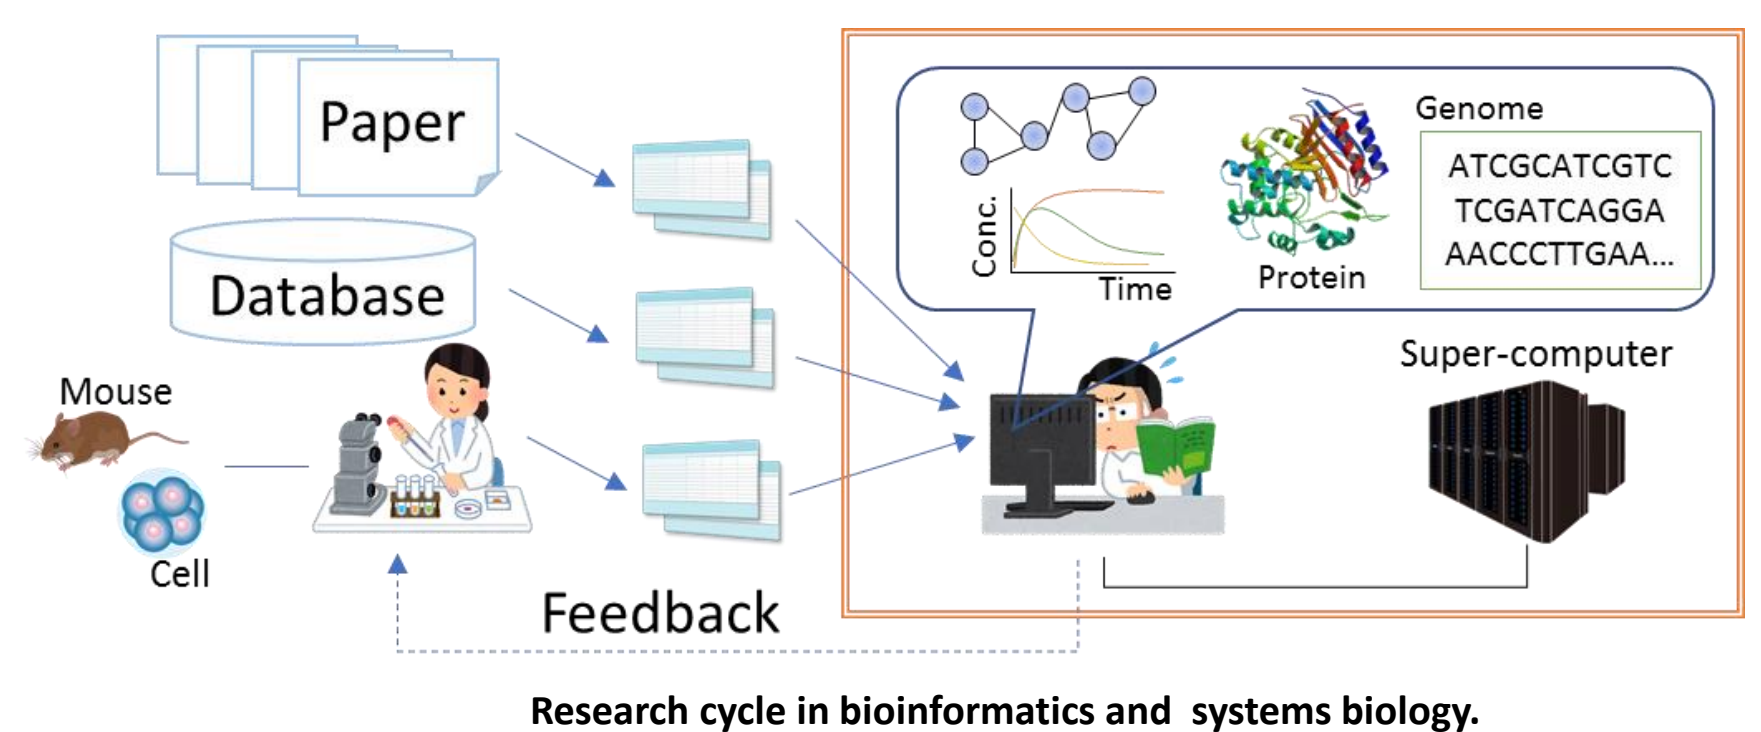 Paper
Database
Mouse
Cell
Feedback
Conc.
Time
Protein
Genome
ATCGCATCGTC
TCGATCAGGA
AACCCTTGAA...
Super-computer
Research cycle in bioinformatics and  systems biology.